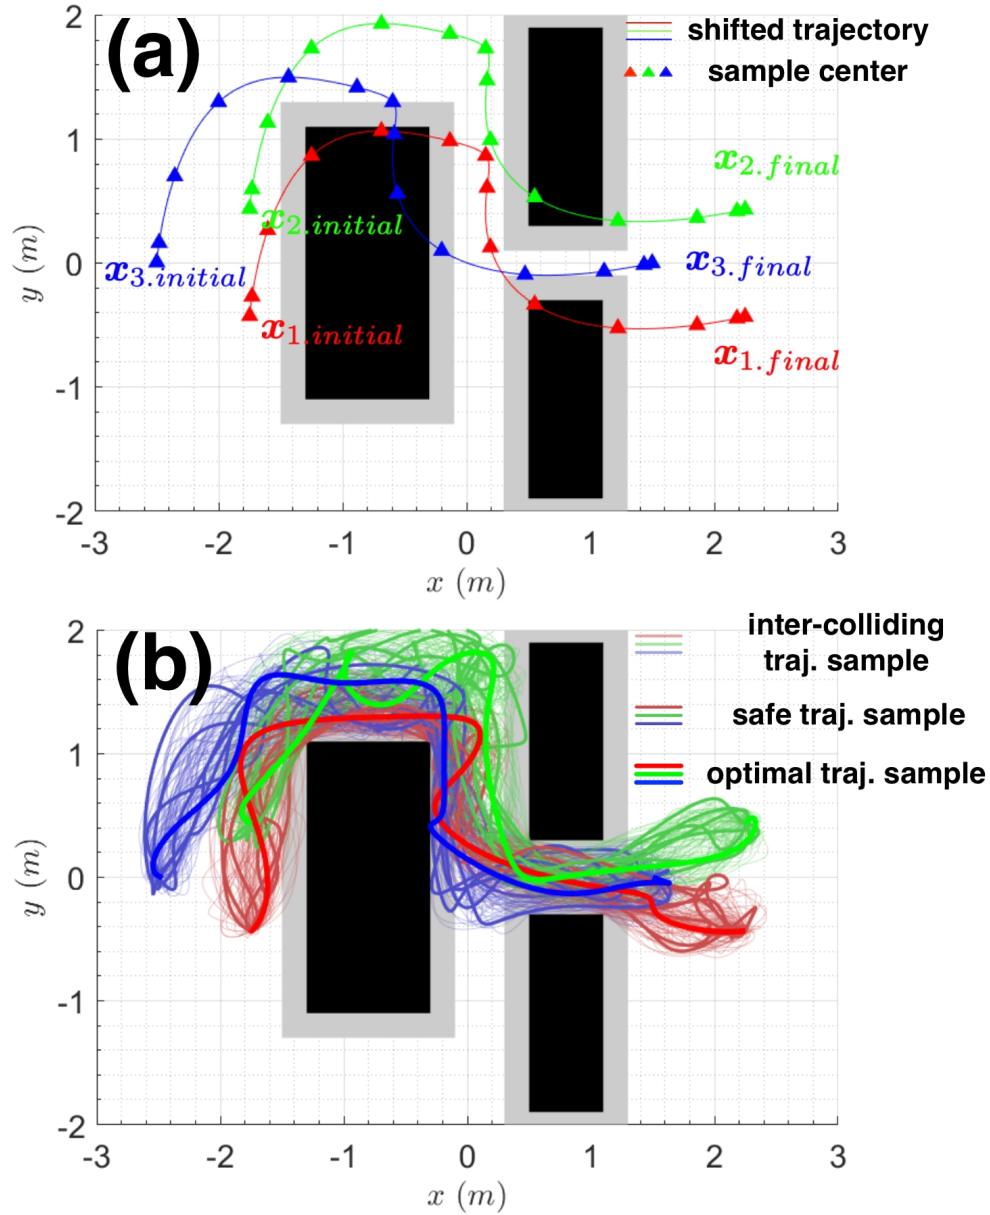 (a)
shifted trajectory
sample center
2
1
0
-1
-2
y (m)
x₂.final
x₂.initial
x₃.initial
x₃.final
x₁.initial
x₁.final
-3 -2 -1 0 1 2 3
x (m)
(b)
inter-colliding
traj. sample
safe traj. sample
optimal traj. sample
2
1
0
-1
-2
y (m)
-3 -2 -1 0 1 2 3
x (m)